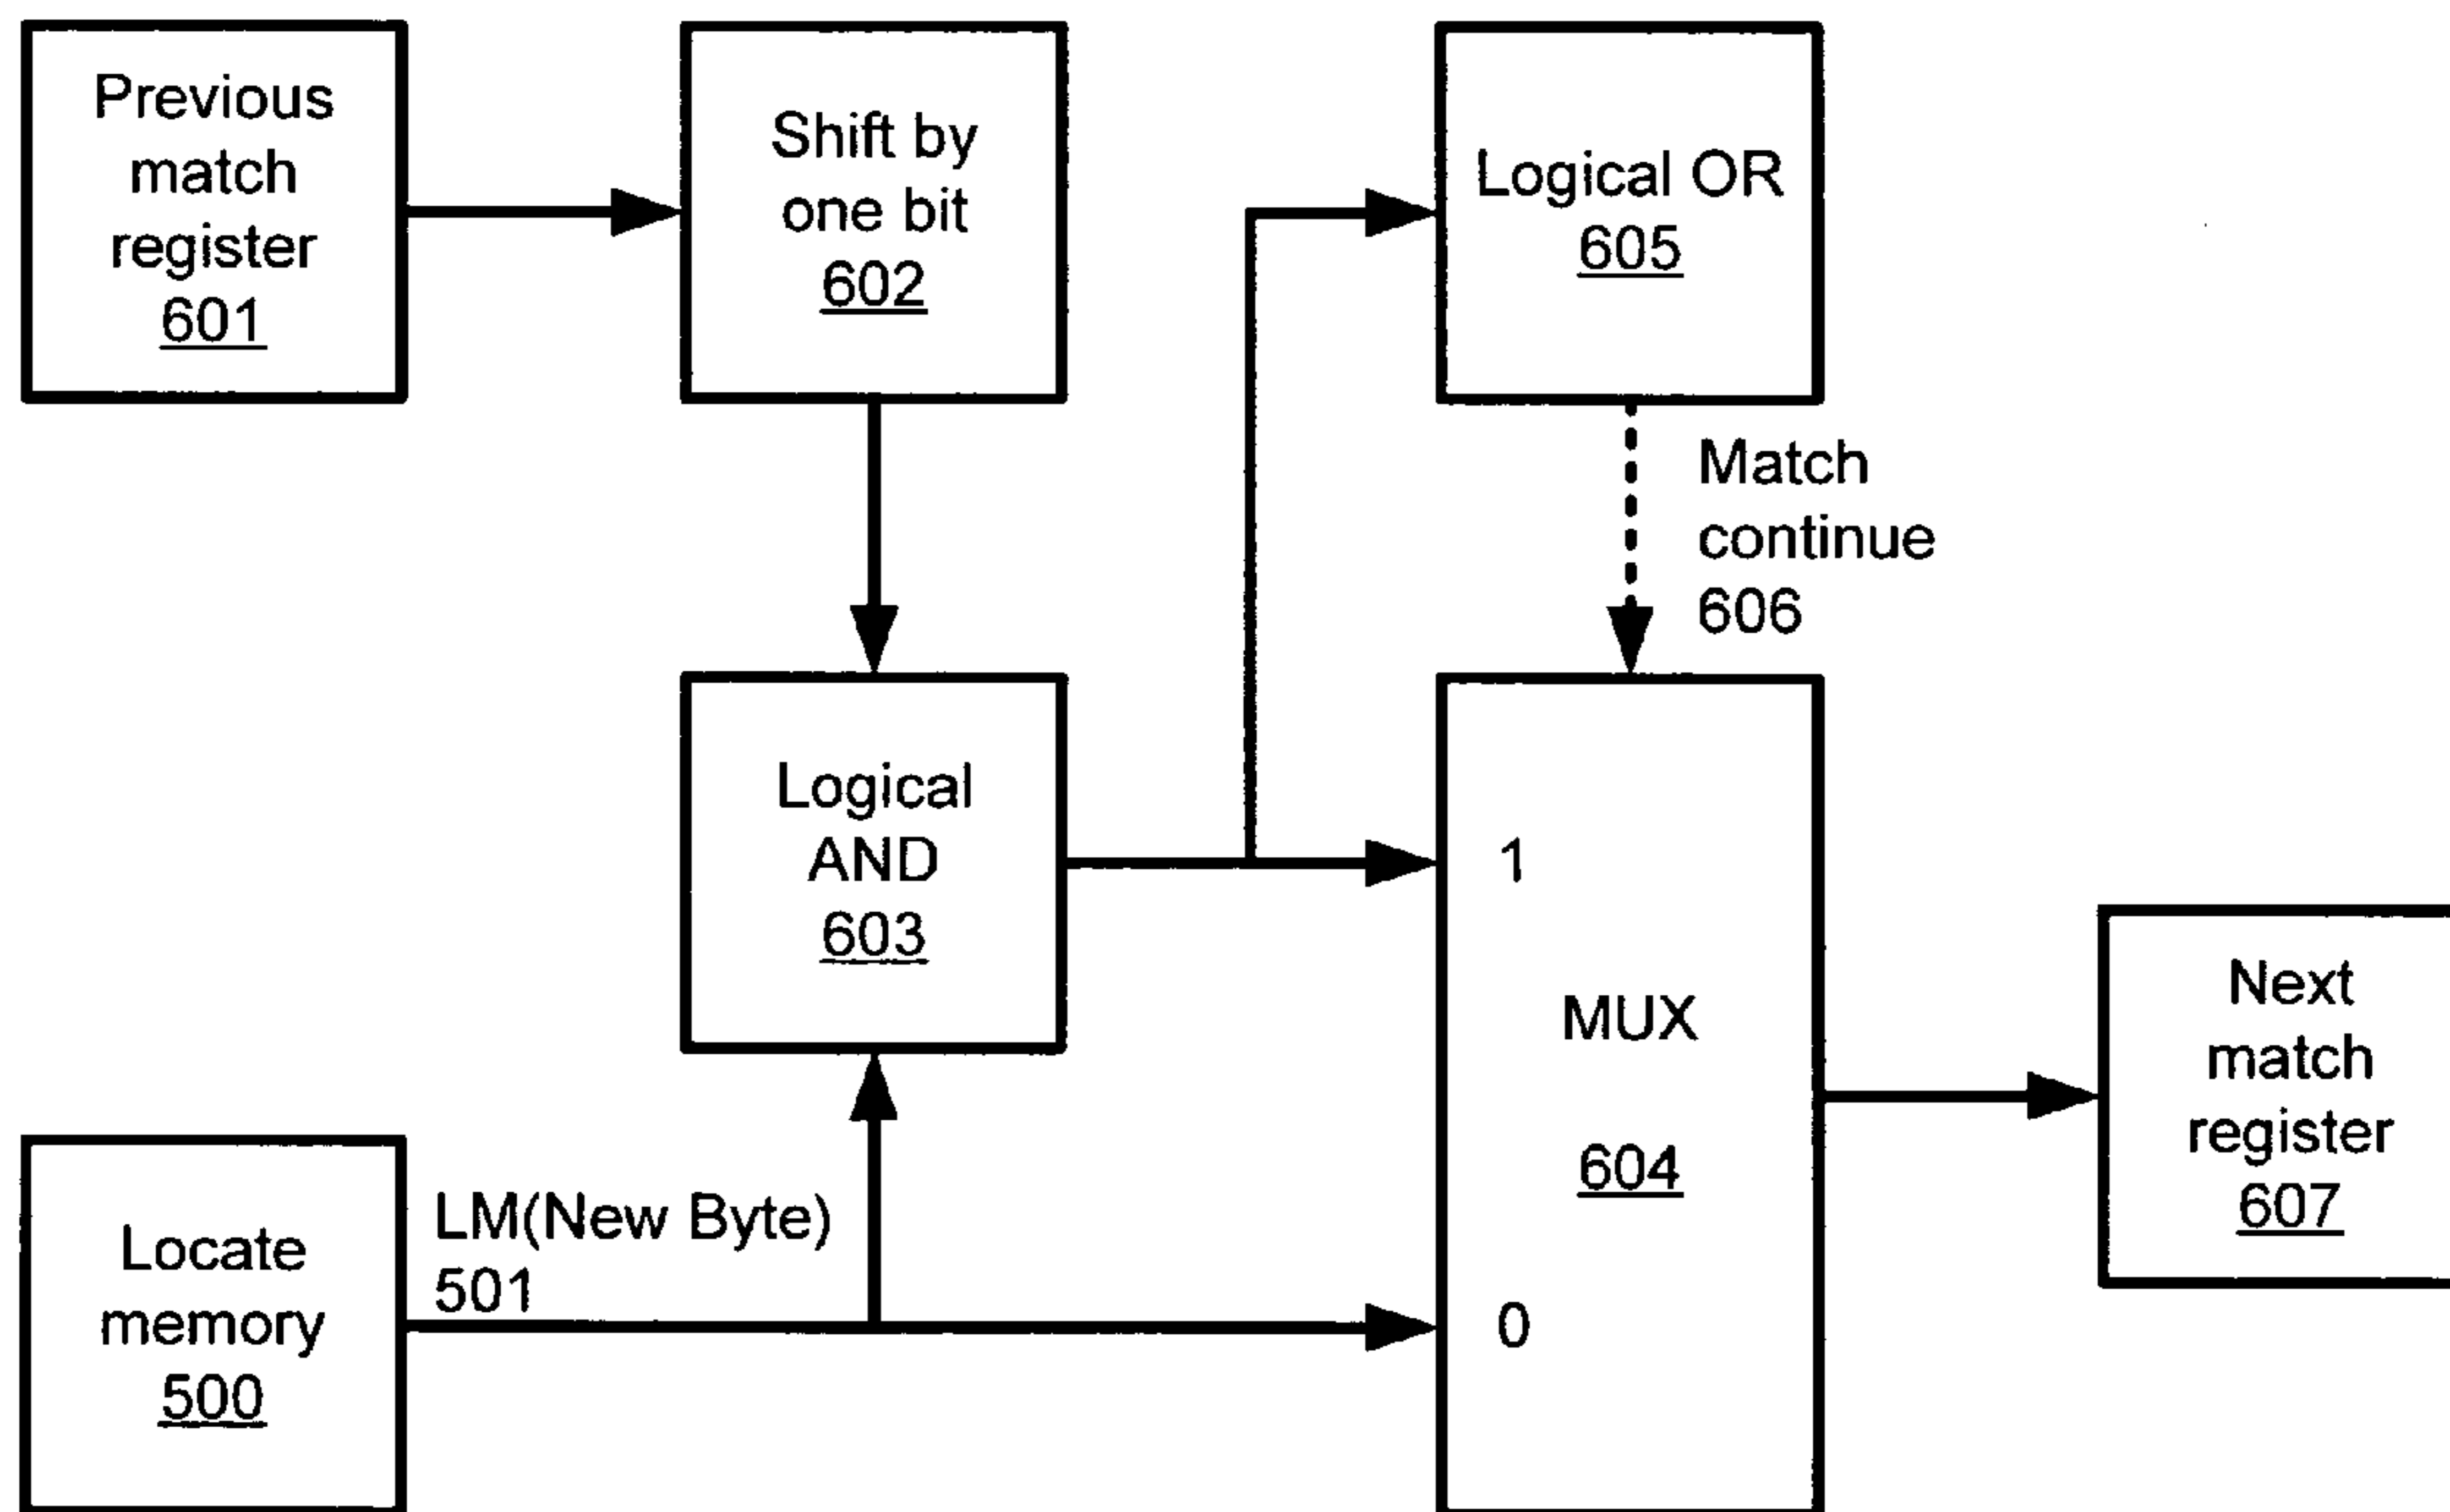 Previous
match
register
601
Shift by
one bit
602
Logical OR
605
Match
continue
606
Logical
AND
603
1
MUX
604
0
Next
match
register
607
Locate
memory
500
LM(New Byte)
501